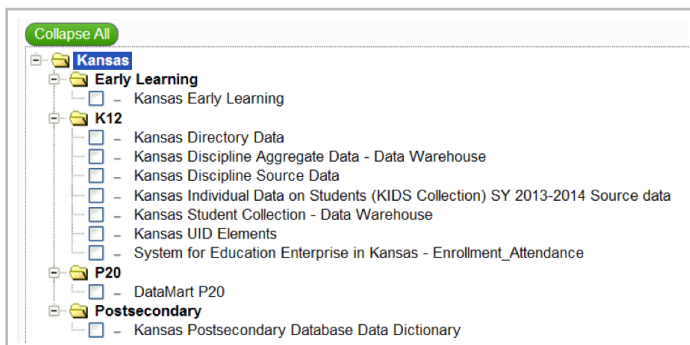 Collapse All
Kansas
Early Learning
– Kansas Early Learning
K12
– Kansas Directory Data
– Kansas Discipline Aggregate Data - Data Warehouse
– Kansas Discipline Source Data
– Kansas Individual Data on Students (KIDS Collection) SY 2013-2014 Source data
– Kansas Student Collection - Data Warehouse
– Kansas UID Elements
– System for Education Enterprise in Kansas - Enrollment_Attendance
P20
– DataMart P20
Postsecondary
– Kansas Postsecondary Database Data Dictionary